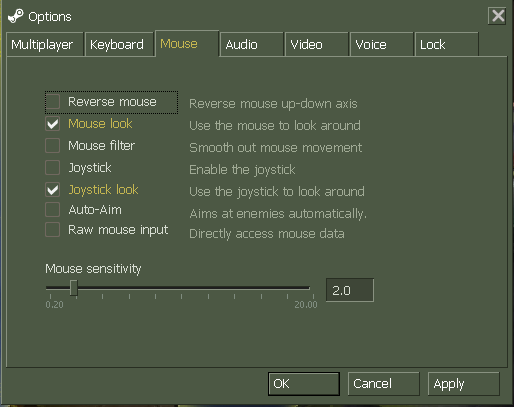 Options
Multiplayer Keyboard Mouse Audio Video Voice Lock
Reverse mouse Reverse mouse up-down axis
Mouse look Use the mouse to look around
Mouse filter Smooth out mouse movement
Joystick Enable the joystick
Joystick look Use the joystick to look around
Auto-Aim Aims at enemies automatically.
Raw mouse input Directly access mouse data
Mouse sensitivity
0.20 20.00 2.0
OK Cancel Apply